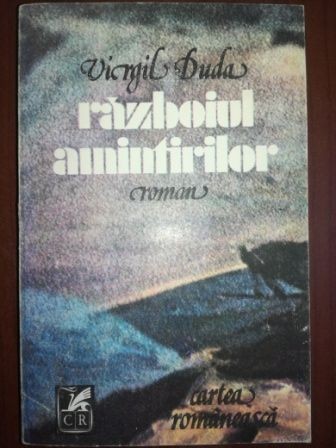 Virgil Duda
războiul
amintirilor
roman
cartea
românească
CR